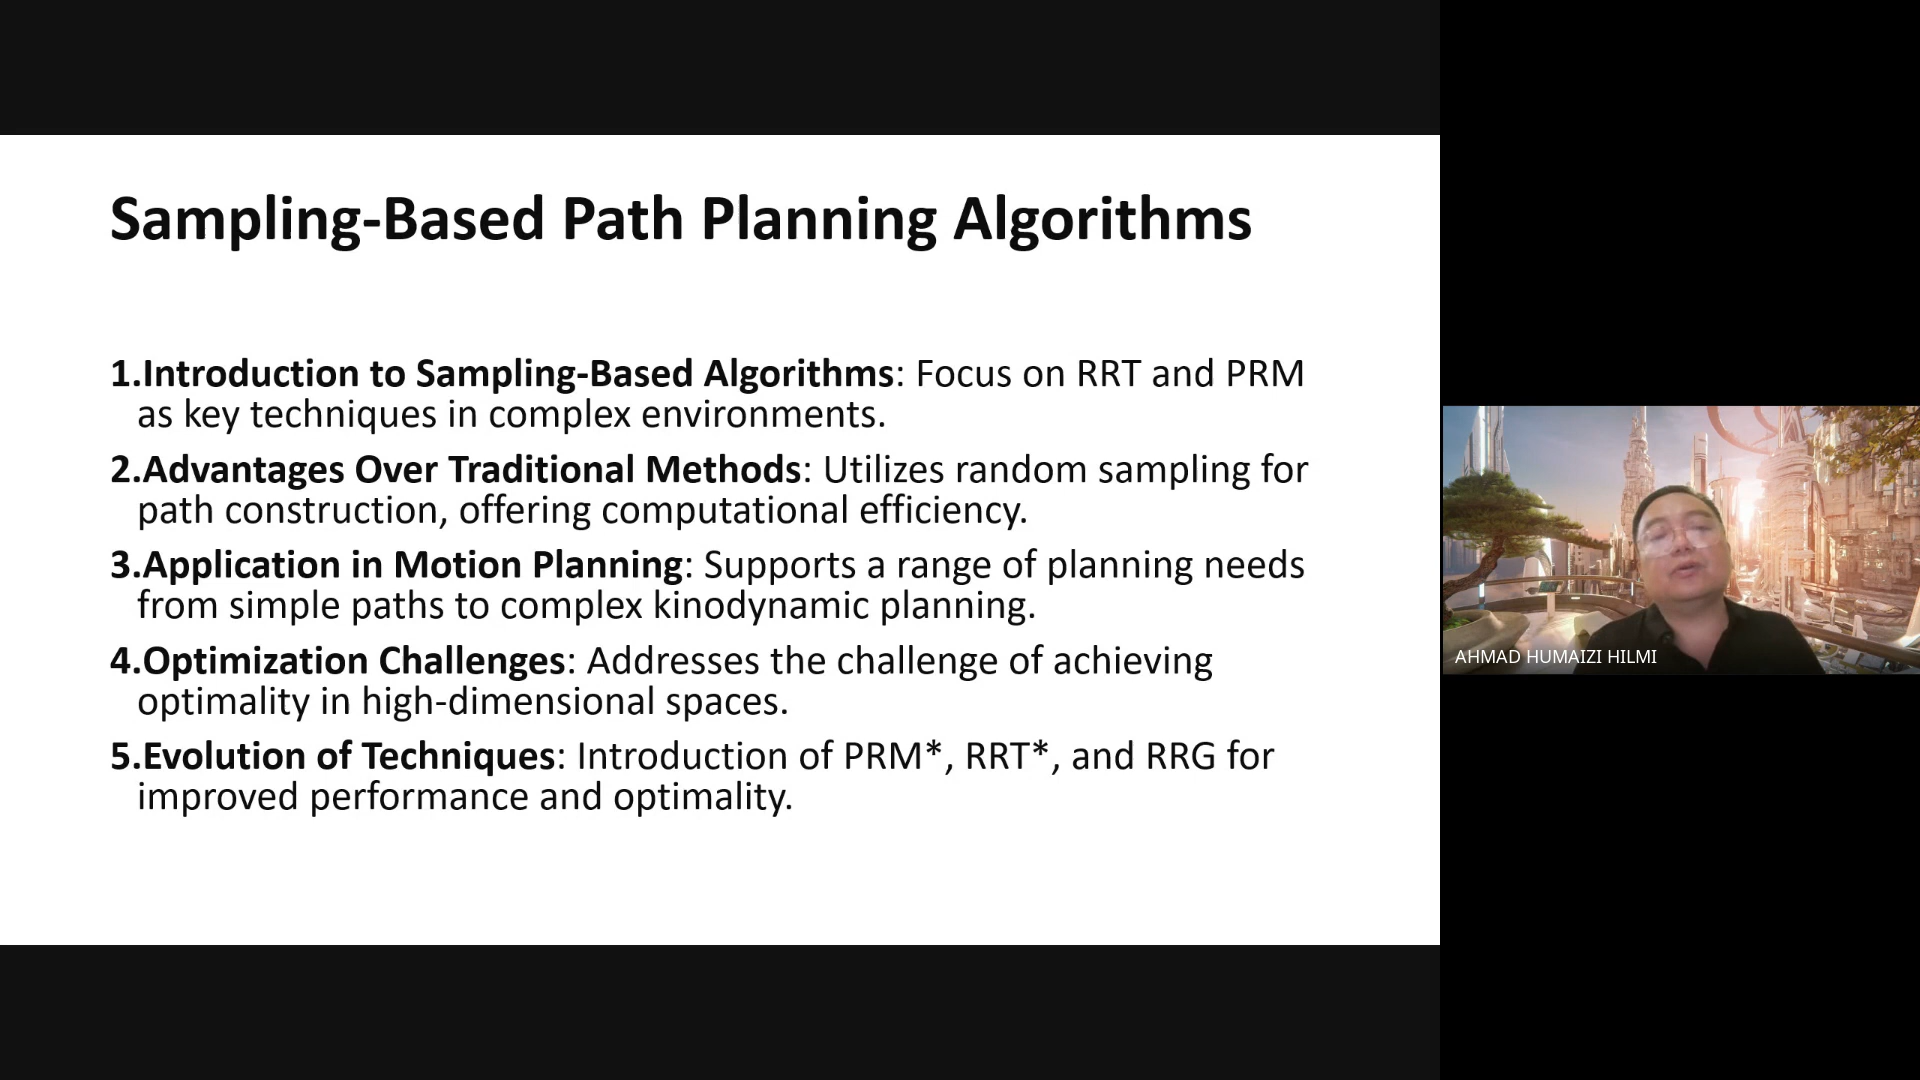 Sampling-Based Path Planning Algorithms
1.Introduction to Sampling-Based Algorithms: Focus on RRT and PRM
as key techniques in complex environments.
2.Advantages Over Traditional Methods: Utilizes random sampling for
path construction, offering computational efficiency.
3.Application in Motion Planning: Supports a range of planning needs
from simple paths to complex kinodynamic planning.
4.Optimization Challenges: Addresses the challenge of achieving
optimality in high-dimensional spaces.
5.Evolution of Techniques: Introduction of PRM*, RRT*, and RRG for
improved performance and optimality.
AHMAD HUMAIZI HILMI